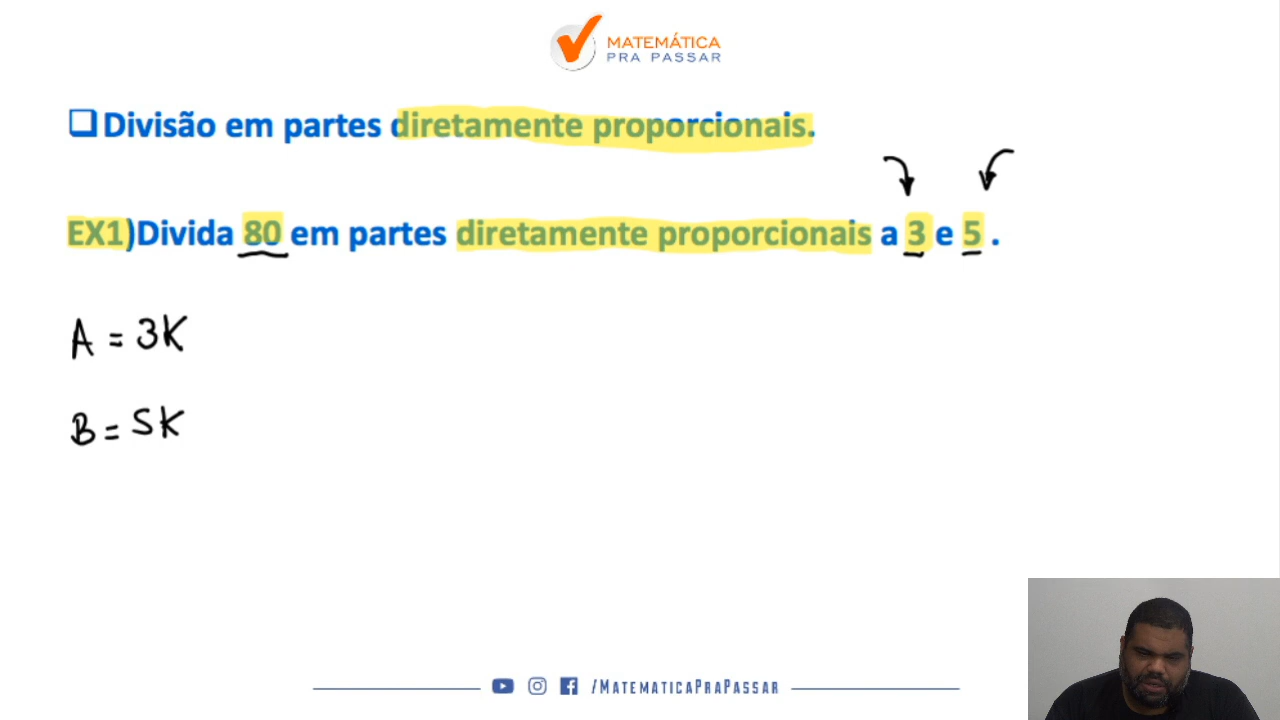 MATEMÁTICA
PRA PASSAR
Divisão em partes diretamente proporcionais.
EX1)Divida 80 em partes diretamente proporcionais a 3 e 5 .
A = 3K
B = 5K
/MATEMATICAPRAPASSAR